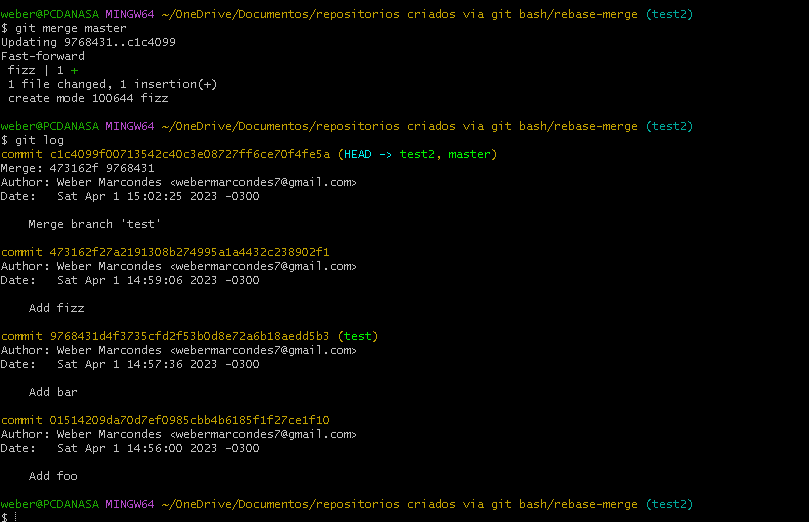 weber@PCDANASA MINGW64 ~/OneDrive/Documentos/repositorios criados via git bash/rebase-merge (test2)
$ git merge master
Updating 9768431..c1c4099
Fast-forward
 fizz | 1 +
 1 file changed, 1 insertion(+)
 create mode 100644 fizz
weber@PCDANASA MINGW64 ~/OneDrive/Documentos/repositorios criados via git bash/rebase-merge (test2)
$ git log
commit c1c4099f00713542c40c3e08727ff6ce70f4fe5a (HEAD -> test2, master)
Merge: 473162f 9768431
Author: Weber Marcondes <webermarcondes7@gmail.com>
Date:   Sat Apr 1 15:02:25 2023 -0300
    Merge branch 'test'
commit 473162f27a2191308b274995a1a4432c238902f1
Author: Weber Marcondes <webermarcondes7@gmail.com>
Date:   Sat Apr 1 14:59:06 2023 -0300
    Add fizz
commit 9768431d4f3735cfd2f53b0d8e72a6b18aedd5b3 (test)
Author: Weber Marcondes <webermarcondes7@gmail.com>
Date:   Sat Apr 1 14:57:36 2023 -0300
    Add bar
commit 01514209da70d7ef0985cbb4b6185f1f27ce1f10
Author: Weber Marcondes <webermarcondes7@gmail.com>
Date:   Sat Apr 1 14:56:00 2023 -0300
    Add foo
weber@PCDANASA MINGW64 ~/OneDrive/Documentos/repositorios criados via git bash/rebase-merge (test2)
$